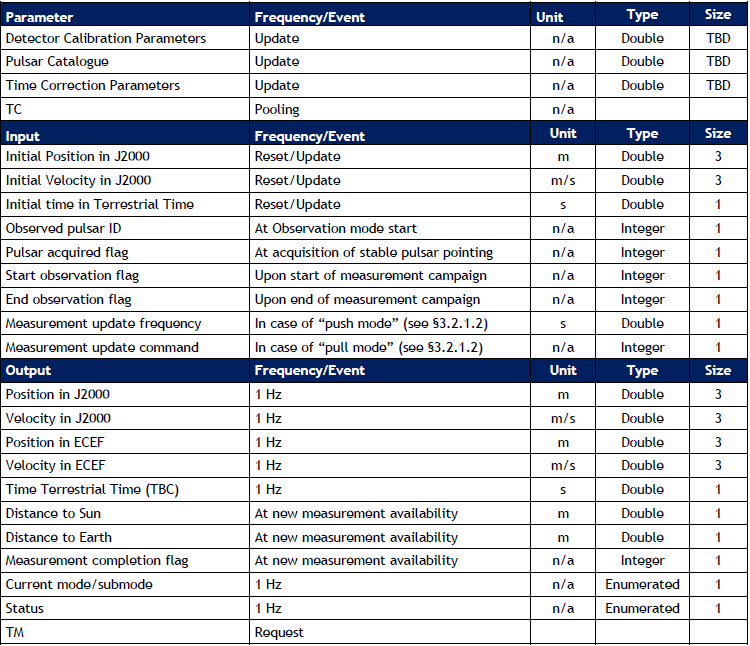 Parameter Frequency/Event Unit Type Size
Detector Calibration Parameters Update n/a Double TBD
Pulsar Catalogue Update n/a Double TBD
Time Correction Parameters Update n/a Double TBD
TC Pooling n/a
Input Frequency/Event Unit Type Size
Initial Position in J2000 Reset/Update m Double 3
Initial Velocity in J2000 Reset/Update m/s Double 3
Initial time in Terrestrial Time Reset/Update s Double 1
Observed pulsar ID At Observation mode start n/a Integer 1
Pulsar acquired flag At acquisition of stable pulsar pointing n/a Integer 1
Start observation flag Upon start of measurement campaign n/a Integer 1
End observation flag Upon end of measurement campaign n/a Integer 1
Measurement update frequency In case of “push mode” (see §3.2.1.2) s Double 1
Measurement update command In case of “pull mode” (see §3.2.1.2) n/a Integer 1
Output Frequency/Event Unit Type Size
Position in J2000 1 Hz m Double 3
Velocity in J2000 1 Hz m/s Double 3
Position in ECEF 1 Hz m Double 3
Velocity in ECEF 1 Hz m/s Double 3
Time Terrestrial Time (TBC) 1 Hz s Double 1
Distance to Sun At new measurement availability m Double 1
Distance to Earth At new measurement availability m Double 1
Measurement completion flag At new measurement availability n/a Integer 1
Current mode/submode 1 Hz n/a Enumerated 1
Status 1 Hz n/a Enumerated 1
TM Request